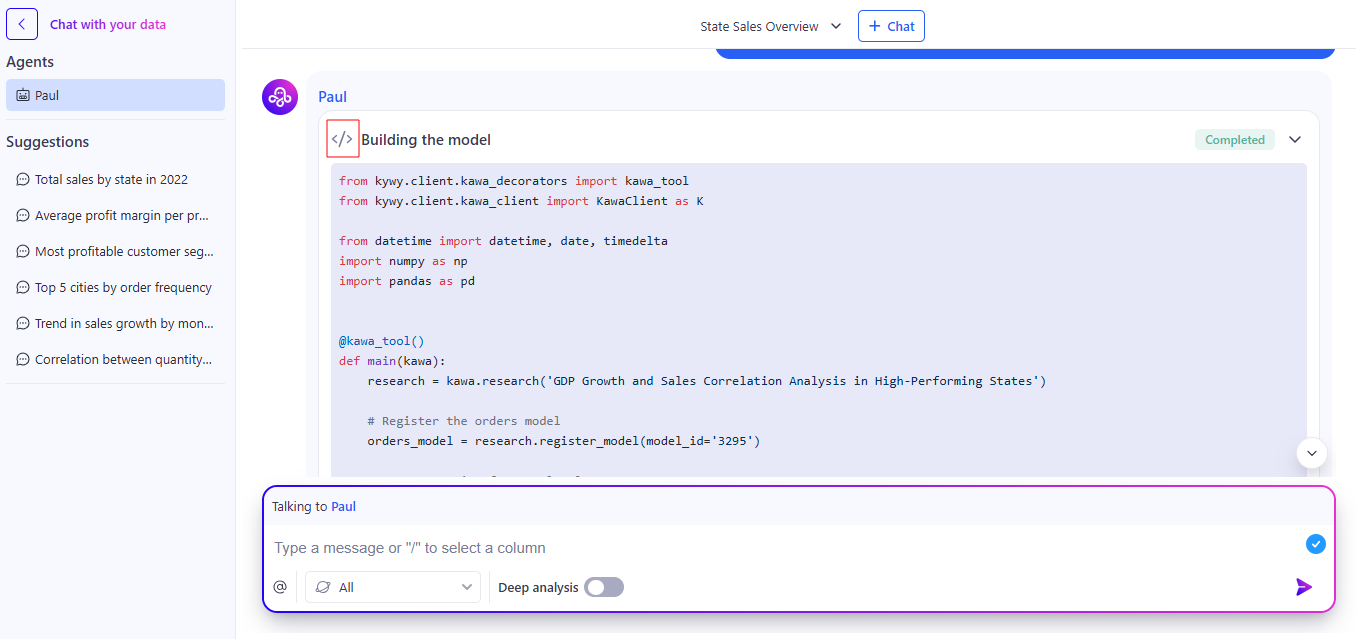 Chat with your data
Agents
Paul
Suggestions
Total sales by state in 2022
Average profit margin per pr...
Most profitable customer seg...
Top 5 cities by order frequency
Trend in sales growth by mon...
Correlation between quantity...
State Sales Overview
+ Chat
Paul
</> Building the model
Completed
from kywy.client.kawa_decorators import kawa_tool
from kywy.client.kawa_client import KawaClient as K
from datetime import datetime, date, timedelta
import numpy as np
import pandas as pd
@kawa_tool()
def main(kawa):
    research = kawa.research('GDP Growth and Sales Correlation Analysis in High-Performing States')
    # Register the orders model
    orders_model = research.register_model(model_id='3295')
Talking to Paul
Type a message or "/" to select a column
@
All
Deep analysis